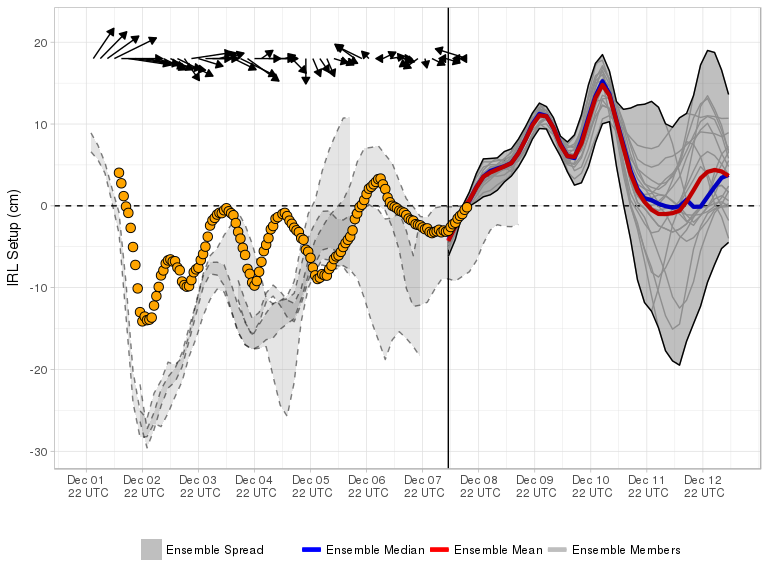 20
10
0
-10
-20
-30
IRL Setup (cm)
Dec 01 Dec 02 Dec 03 Dec 04 Dec 05 Dec 06 Dec 07 Dec 08 Dec 09 Dec 10 Dec 11 Dec 12
22 UTC 22 UTC 22 UTC 22 UTC 22 UTC 22 UTC 22 UTC 22 UTC 22 UTC 22 UTC 22 UTC 22 UTC
Ensemble Spread Ensemble Median Ensemble Mean Ensemble Members